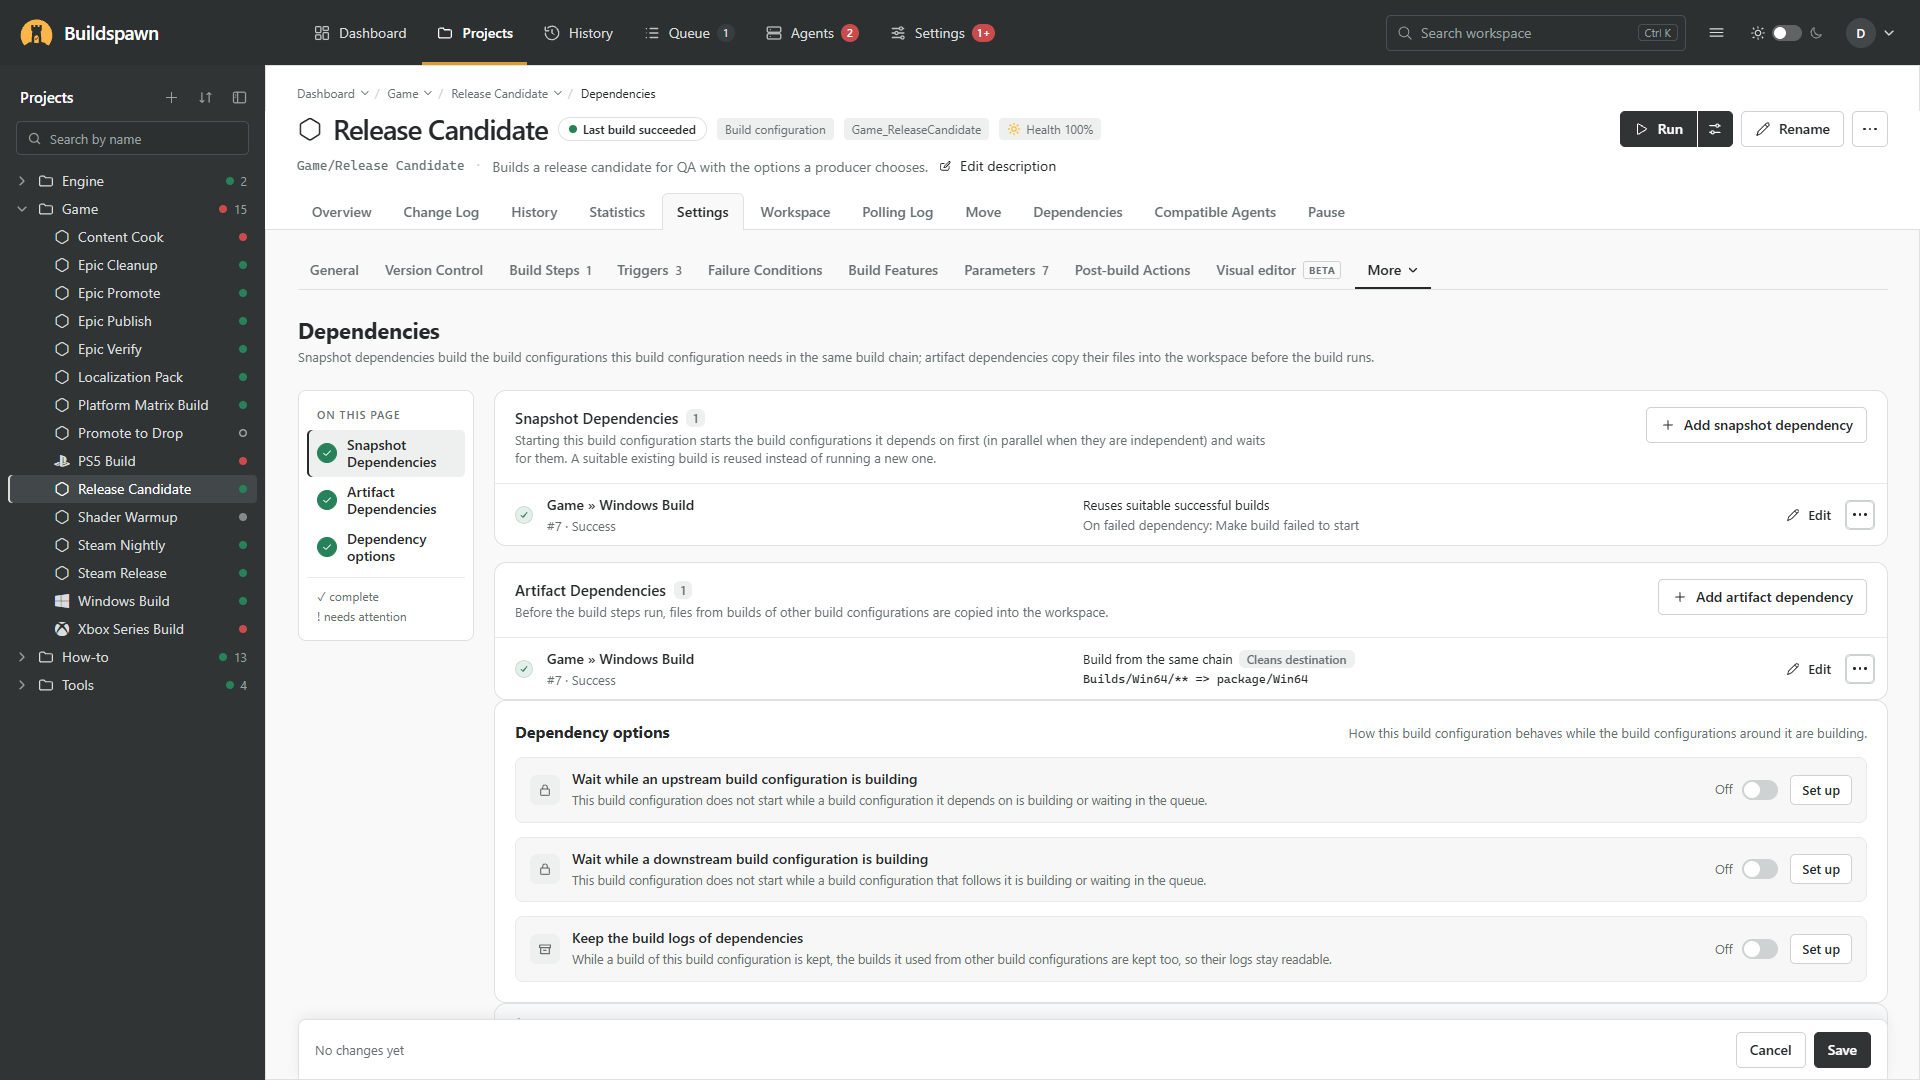 Buildspawn
Dashboard
Projects
History
Queue 1
Agents 2
Settings 1+
Search workspace Ctrl K
D
Projects
Search by name
Engine 2
Game 15
Content Cook
Epic Cleanup
Epic Promote
Epic Publish
Epic Verify
Localization Pack
Platform Matrix Build
Promote to Drop
PS5 Build
Release Candidate
Shader Warmup
Steam Nightly
Steam Release
Windows Build
Xbox Series Build
How-to 13
Tools 4
Dashboard / Game / Release Candidate / Dependencies
Release Candidate Last build succeeded Build configuration Game_ReleaseCandidate Health 100%
Run
Rename
Game/Release Candidate · Builds a release candidate for QA with the options a producer chooses. Edit description
Overview Change Log History Statistics Settings Workspace Polling Log Move Dependencies Compatible Agents Pause
General Version Control Build Steps 1 Triggers 3 Failure Conditions Build Features Parameters 7 Post-build Actions Visual editor BETA More
Dependencies
Snapshot dependencies build the build configurations this build configuration needs in the same build chain; artifact dependencies copy their files into the workspace before the build runs.
ON THIS PAGE
Snapshot
Dependencies
Artifact
Dependencies
Dependency
options
✓ complete
! needs attention
Snapshot Dependencies 1
Starting this build configuration starts the build configurations it depends on first (in parallel when they are independent) and waits
for them. A suitable existing build is reused instead of running a new one.
Add snapshot dependency
Game » Windows Build
#7 · Success
Reuses suitable successful builds
On failed dependency: Make build failed to start
Edit
Artifact Dependencies 1
Before the build steps run, files from builds of other build configurations are copied into the workspace.
Add artifact dependency
Game » Windows Build
#7 · Success
Build from the same chain Cleans destination
Builds/Win64/** => package/Win64
Edit
Dependency options
How this build configuration behaves while the build configurations around it are building.
Wait while an upstream build configuration is building
This build configuration does not start while a build configuration it depends on is building or waiting in the queue.
Off Set up
Wait while a downstream build configuration is building
This build configuration does not start while a build configuration that follows it is building or waiting in the queue.
Off Set up
Keep the build logs of dependencies
While a build of this build configuration is kept, the builds it used from other build configurations are kept too, so their logs stay readable.
Off Set up
No changes yet
Cancel
Save